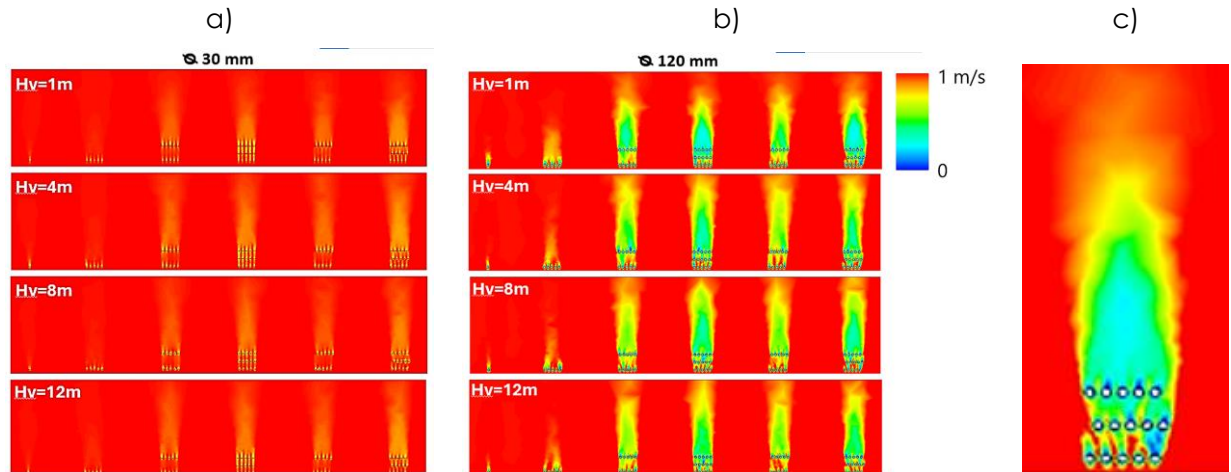 a)
b)
c)
⦰ 30 mm
⦰ 120 mm
Hv=1m
Hv=4m
Hv=8m
Hv=12m
Hv=1m
Hv=4m
Hv=8m
Hv=12m
1 m/s
0